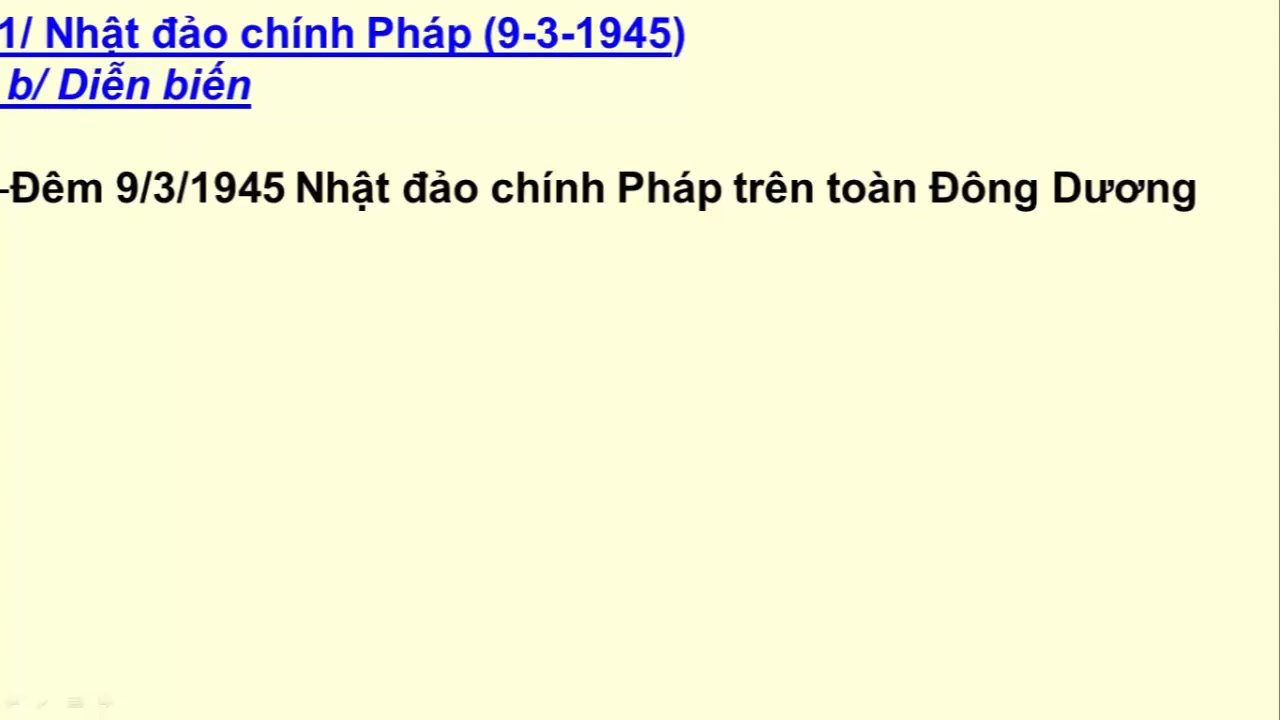 1/ Nhật đảo chính Pháp (9-3-1945)
b/ Diễn biến
-Đêm 9/3/1945 Nhật đảo chính Pháp trên toàn Đông Dương